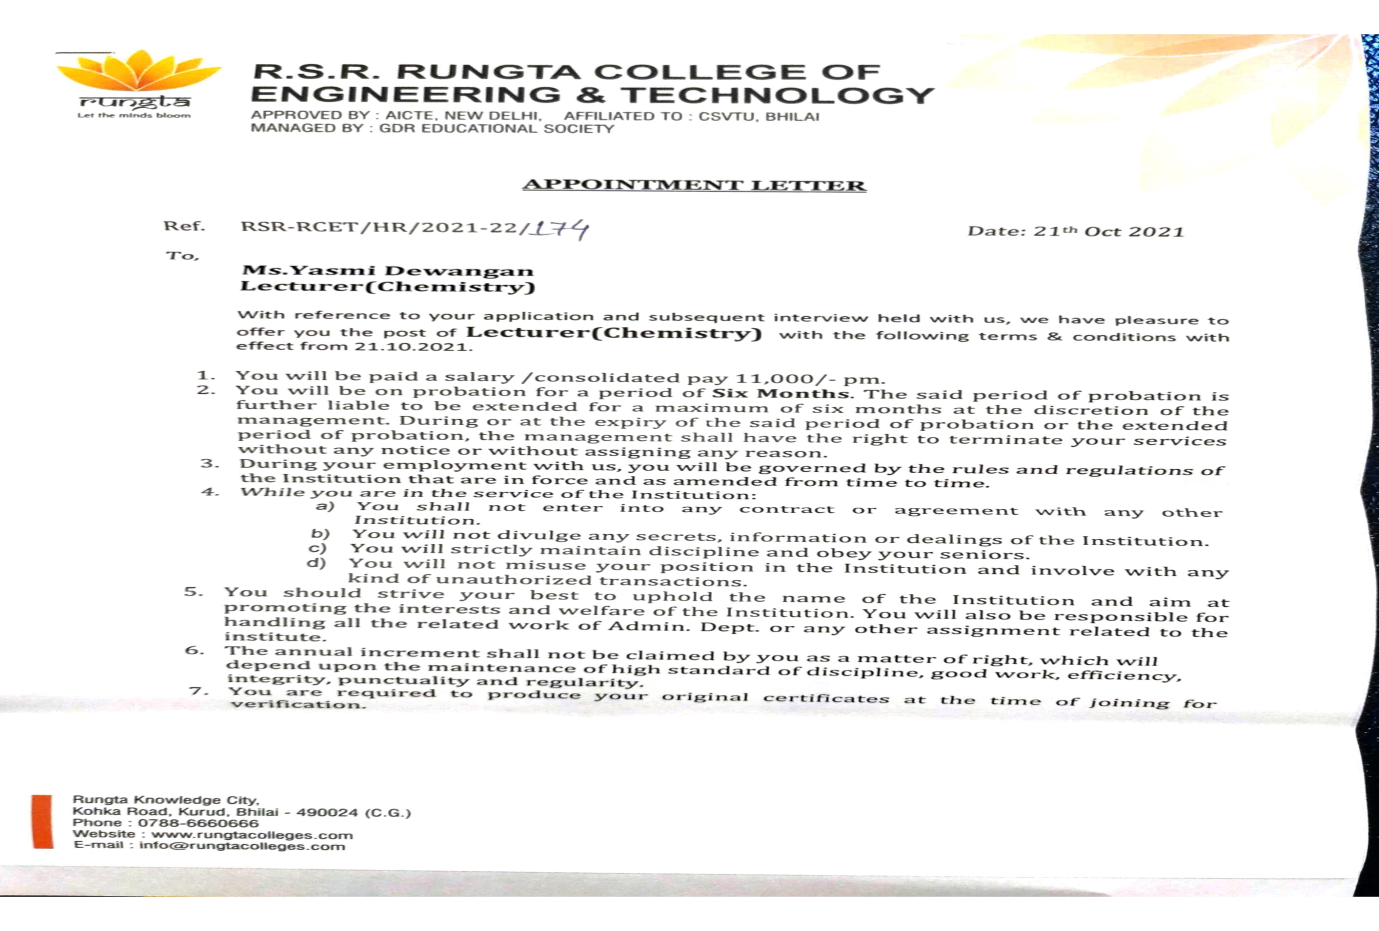 rungta
Let the minds bloom
R.S.R. RUNGTA COLLEGE OF
ENGINEERING & TECHNOLOGY
APPROVED BY : AICTE, NEW DELHI, AFFILIATED TO : CSVTU, BHILAI
MANAGED BY : GDR EDUCATIONAL SOCIETY
APPOINTMENT LETTER
Ref. RSR-RCET/HR/2021-22/174 Date: 21th Oct 2021
To,
Ms.Yasmi Dewangan
Lecturer(Chemistry)
With reference to your application and subsequent interview held with us, we have pleasure to
offer you the post of Lecturer(Chemistry) with the following terms & conditions with
effect from 21.10.2021.
1. You will be paid a salary /consolidated pay 11,000/- pm.
2. You will be on probation for a period of Six Months. The said period of probation is
further liable to be extended for a maximum of six months at the discretion of the
management. During or at the expiry of the said period of probation or the extended
period of probation, the management shall have the right to terminate your services
without any notice or without assigning any reason.
3. During your employment with us, you will be governed by the rules and regulations of
the Institution that are in force and as amended from time to time.
4. While you are in the service of the Institution:
a) You shall not enter into any contract or agreement with any other
Institution.
b) You will not divulge any secrets, information or dealings of the Institution.
c) You will strictly maintain discipline and obey your seniors.
d) You will not misuse your position in the Institution and involve with any
kind of unauthorized transactions.
5. You should strive your best to uphold the name of the Institution and aim at
promoting the interests and welfare of the Institution. You will also be responsible for
handling all the related work of Admin. Dept. or any other assignment related to the
institute.
6. The annual increment shall not be claimed by you as a matter of right, which will
depend upon the maintenance of high standard of discipline, good work, efficiency,
integrity, punctuality and regularity.
7. You are required to produce your original certificates at the time of joining for
verification.
Rungta Knowledge City,
Kohka Road, Kurud, Bhilai - 490024 (C.G.)
Phone : 0788-6660666
Website : www.rungtacolleges.com
E-mail : info@rungtacolleges.com